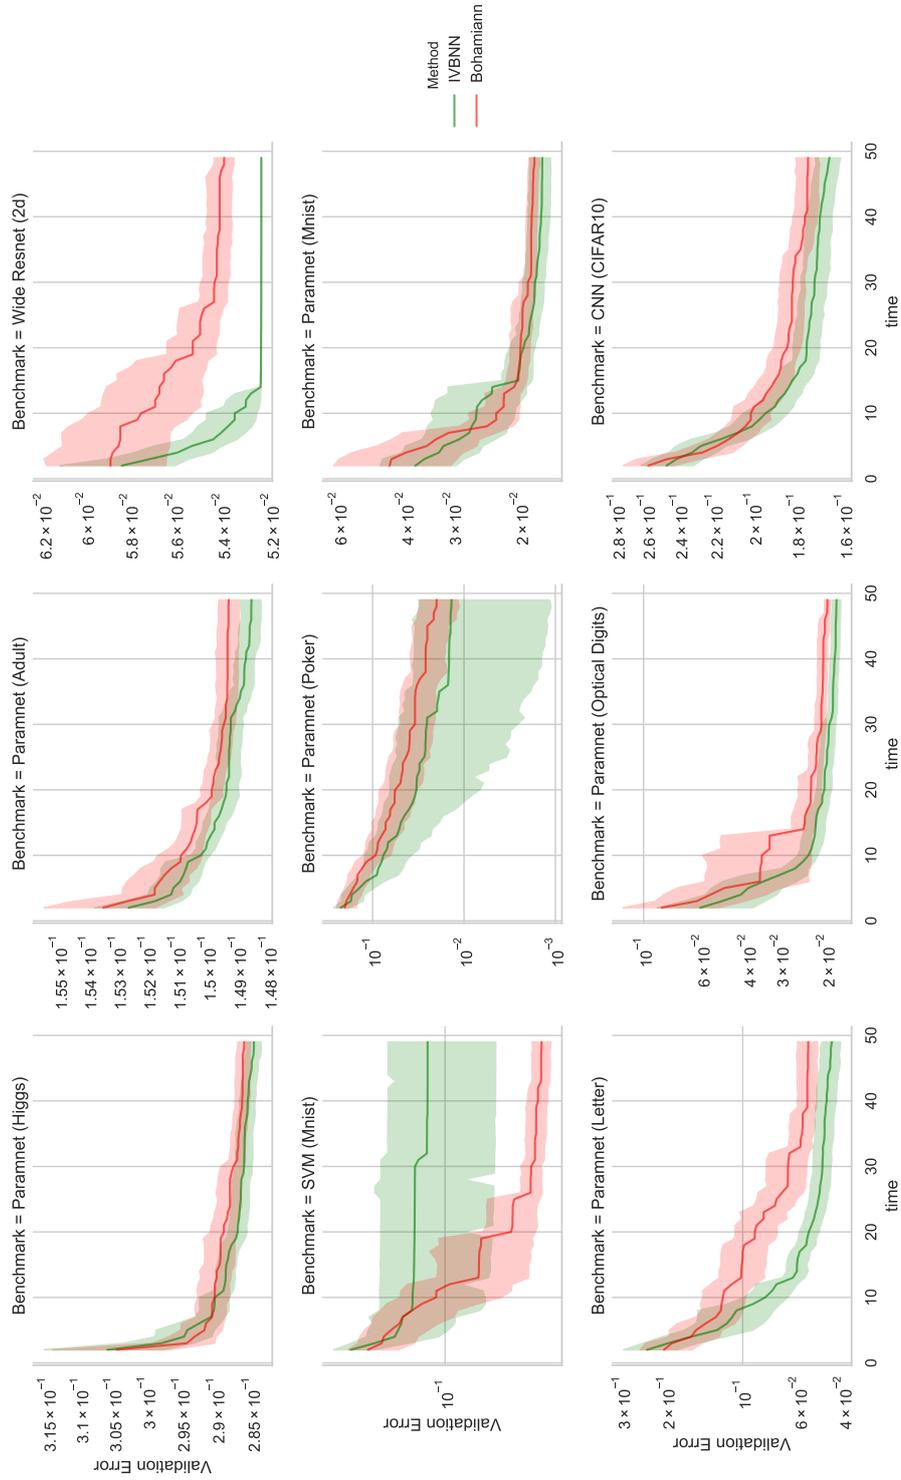 Benchmark = Paramnet (Higgs)
Benchmark = Paramnet (Adult)
Benchmark = Wide Resnet (2d)
Validation Error
3.15 × 10⁻¹
3.1 × 10⁻¹
3.05 × 10⁻¹
3 × 10⁻¹
2.95 × 10⁻¹
2.9 × 10⁻¹
2.85 × 10⁻¹
1.55 × 10⁻¹
1.54 × 10⁻¹
1.53 × 10⁻¹
1.52 × 10⁻¹
1.51 × 10⁻¹
1.5 × 10⁻¹
1.49 × 10⁻¹
1.48 × 10⁻¹
6.2 × 10⁻²
6 × 10⁻²
5.8 × 10⁻²
5.6 × 10⁻²
5.4 × 10⁻²
5.2 × 10⁻²
Benchmark = SVM (Mnist)
Benchmark = Paramnet (Poker)
Benchmark = Paramnet (Mnist)
Validation Error
10⁻¹
10⁻¹
10⁻²
10⁻³
6 × 10⁻²
4 × 10⁻²
3 × 10⁻²
2 × 10⁻²
Method
IVBNN
Bohamiann
Benchmark = Paramnet (Letter)
Benchmark = Paramnet (Optical Digits)
Benchmark = CNN (CIFAR10)
Validation Error
3 × 10⁻¹
2 × 10⁻¹
10⁻¹
6 × 10⁻²
4 × 10⁻²
10⁻¹
6 × 10⁻²
4 × 10⁻²
3 × 10⁻²
2 × 10⁻²
2.8 × 10⁻¹
2.6 × 10⁻¹
2.4 × 10⁻¹
2.2 × 10⁻¹
2 × 10⁻¹
1.8 × 10⁻¹
1.6 × 10⁻¹
0 10 20 30 40 50
0 10 20 30 40 50
0 10 20 30 40 50
time
time
time